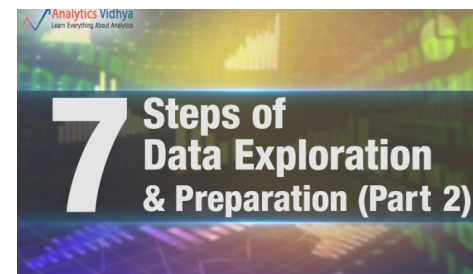 Analytics Vidhya
Learn Everything About Analytics
7
Steps of
Data Exploration
& Preparation (Part 2)